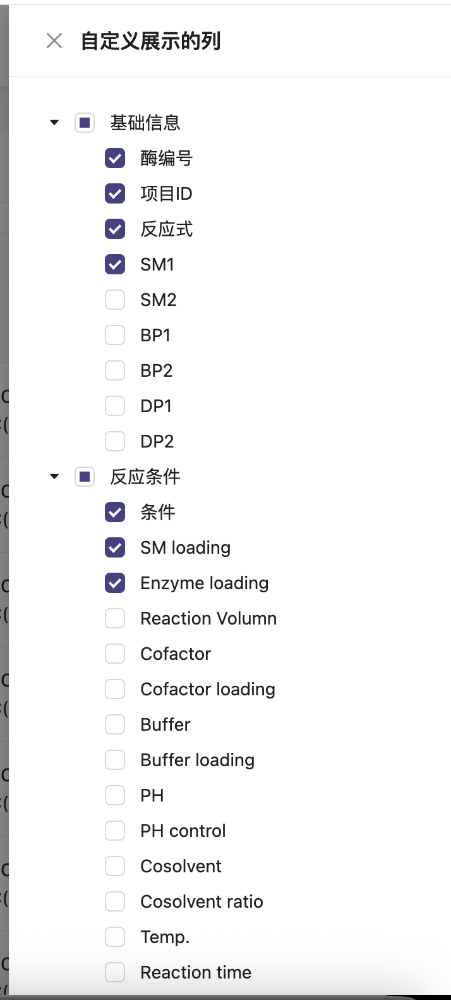 自定义展示的列
基础信息
酶编号
项目ID
反应式
SM1
SM2
BP1
BP2
DP1
DP2
反应条件
条件
SM loading
Enzyme loading
Reaction Volumn
Cofactor
Cofactor loading
Buffer
Buffer loading
PH
PH control
Cosolvent
Cosolvent ratio
Temp.
Reaction time